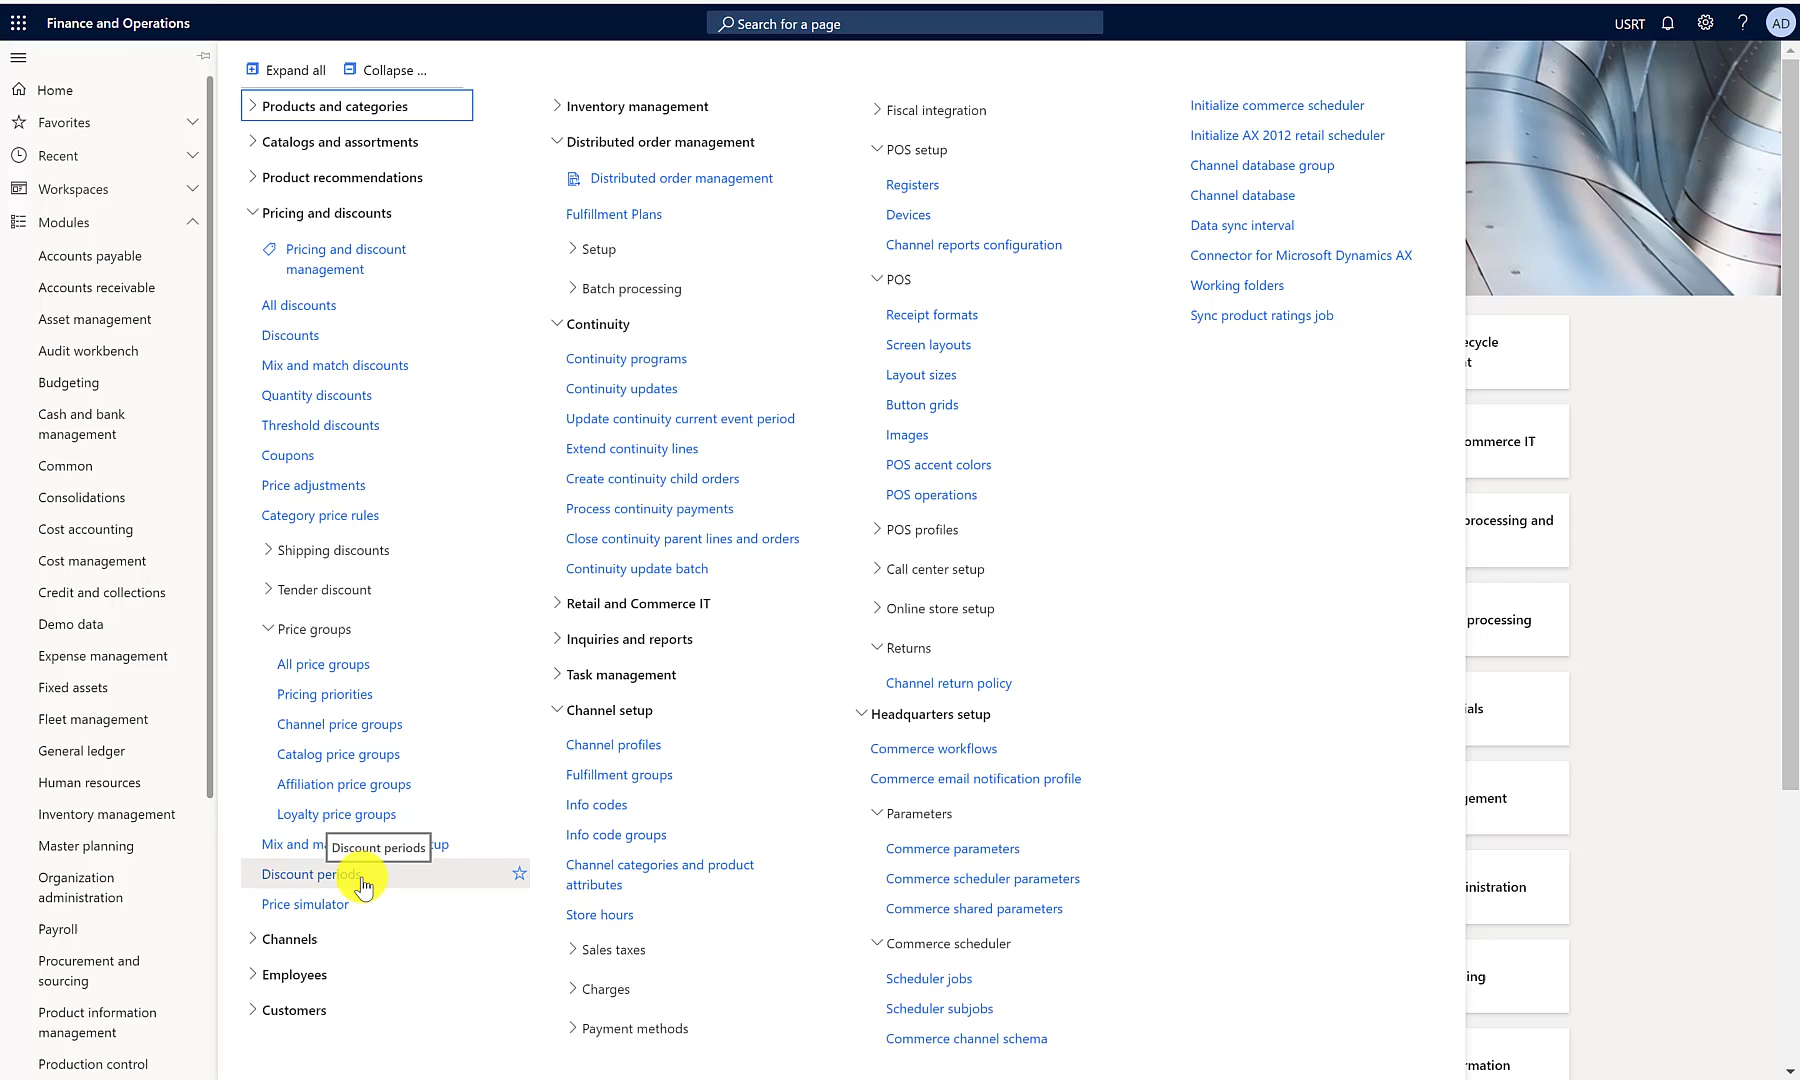 Finance and Operations
Search for a page
USRT
AD
Home
Favorites
Recent
Workspaces
Modules
Accounts payable
Accounts receivable
Asset management
Audit workbench
Budgeting
Cash and bank
management
Common
Consolidations
Cost accounting
Cost management
Credit and collections
Demo data
Expense management
Fixed assets
Fleet management
General ledger
Human resources
Inventory management
Master planning
Organization
administration
Payroll
Procurement and
sourcing
Product information
management
Production control
Expand all
Collapse ...
Products and categories
Catalogs and assortments
Product recommendations
Pricing and discounts
Pricing and discount
management
All discounts
Discounts
Mix and match discounts
Quantity discounts
Threshold discounts
Coupons
Price adjustments
Category price rules
Shipping discounts
Tender discount
Price groups
All price groups
Pricing priorities
Channel price groups
Catalog price groups
Affiliation price groups
Loyalty price groups
Mix and ma
up
Discount periods
Discount periods
Price simulator
Channels
Employees
Customers
Inventory management
Distributed order management
Distributed order management
Fulfillment Plans
Setup
Batch processing
Continuity
Continuity programs
Continuity updates
Update continuity current event period
Extend continuity lines
Create continuity child orders
Process continuity payments
Close continuity parent lines and orders
Continuity update batch
Retail and Commerce IT
Inquiries and reports
Task management
Channel setup
Channel profiles
Fulfillment groups
Info codes
Info code groups
Channel categories and product
attributes
Store hours
Sales taxes
Charges
Payment methods
Fiscal integration
POS setup
Registers
Devices
Channel reports configuration
POS
Receipt formats
Screen layouts
Layout sizes
Button grids
Images
POS accent colors
POS operations
POS profiles
Call center setup
Online store setup
Returns
Channel return policy
Headquarters setup
Commerce workflows
Commerce email notification profile
Parameters
Commerce parameters
Commerce scheduler parameters
Commerce shared parameters
Commerce scheduler
Scheduler jobs
Scheduler subjobs
Commerce channel schema
Initialize commerce scheduler
Initialize AX 2012 retail scheduler
Channel database group
Channel database
Data sync interval
Connector for Microsoft Dynamics AX
Working folders
Sync product ratings job
ecycle
t
ommerce IT
processing and
processing
ials
gement
inistration
ing
rmation